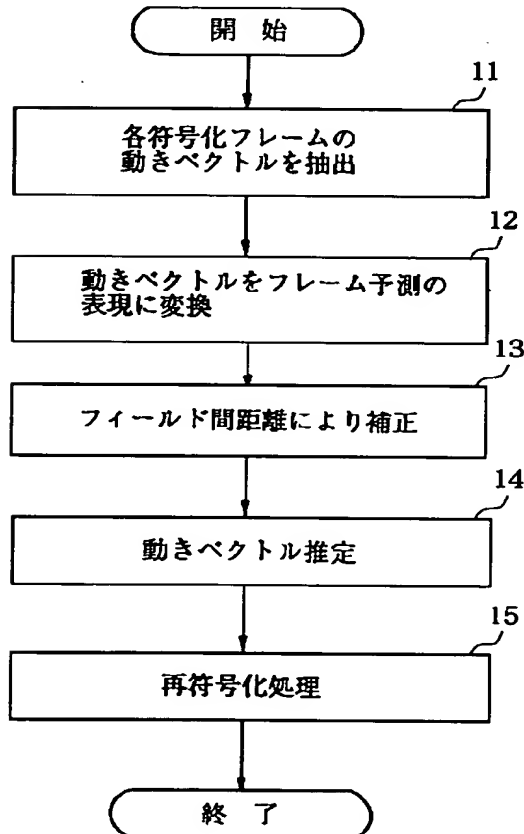 開 始
11
各符号化フレームの
動きベクトルを抽出
12
動きベクトルをフレーム予測の
表現に変換
13
フィールド間距離により補正
14
動きベクトル推定
15
再符号化処理
終 了